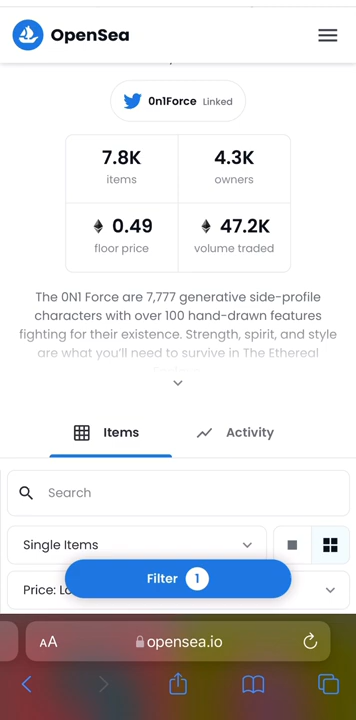 OpenSea
0n1Force Linked
7.8K
items
4.3K
owners
0.49
floor price
47.2K
volume traded
The 0N1 Force are 7,777 generative side-profile
characters with over 100 hand-drawn features
fighting for their existence. Strength, spirit, and style
are what you'll need to survive in The Ethereal
Items
Activity
Search
Single Items
Filter 1
Price:
AA
opensea.io